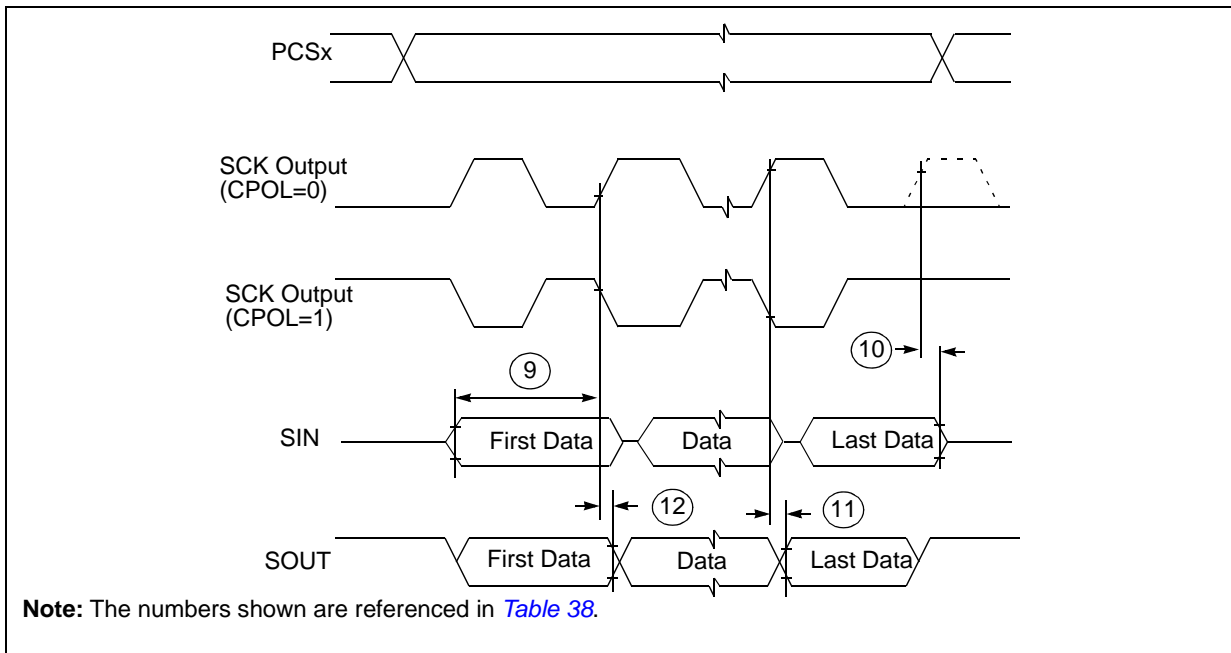 PCSx
SCK Output
(CPOL=0)
SCK Output
(CPOL=1)
10
9
SIN
First Data
Data
Last Data
12
11
SOUT
First Data
Data
Last Data
Note: The numbers shown are referenced in Table 38.